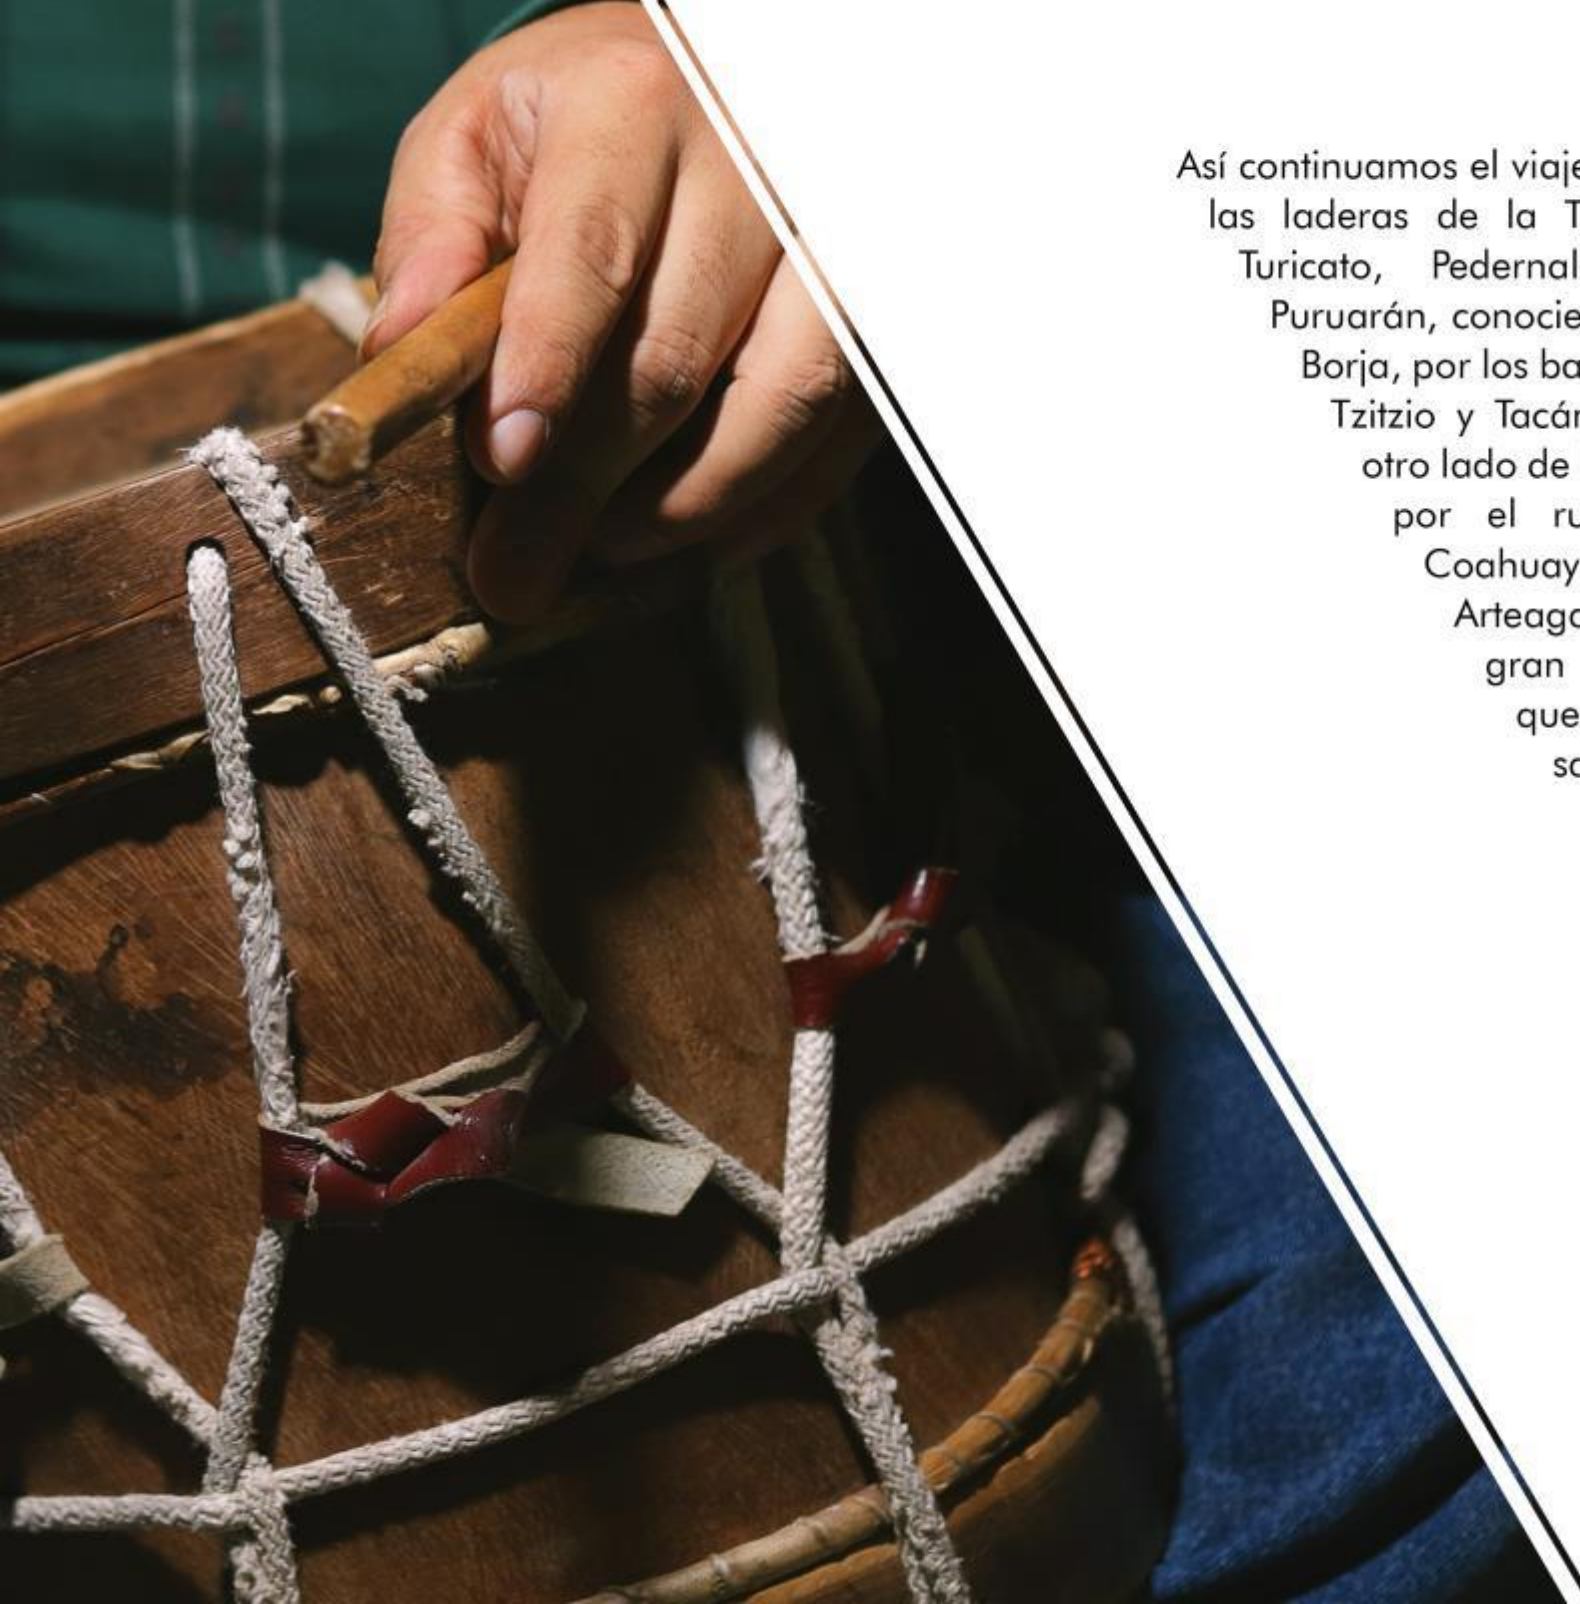 Así continuamos el viaje
las laderas de la T
Turicato, Pedernal
Puruarán, conocie
Borja, por los ba
Tzitzio y Tacár
otro lado de
por el ru
Coahuay
Arteaga
gran
que
sa